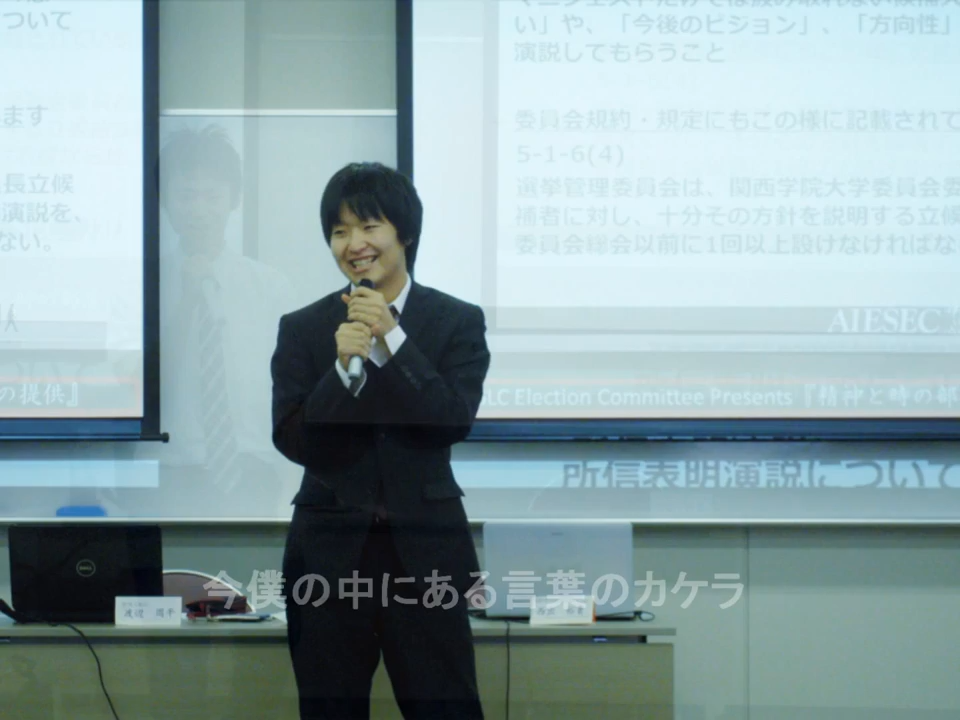 ついて
ます
長立候
演説を、
ない。
の提供』
い」や、「今後のビジョン」、「方向性」
演説してもらうこと
委員会規約・規定にもこの様に記載されて
5-1-6(4)
選挙管理委員会は、関西学院大学委員会委
補者に対し、十分その方針を説明する立候
委員会総会以前に1回以上設けなければな
AIESEC
LC Election Committee Presents『精神と時の部
所信表明演説について
DELL
今僕の中にある言葉のカケラ